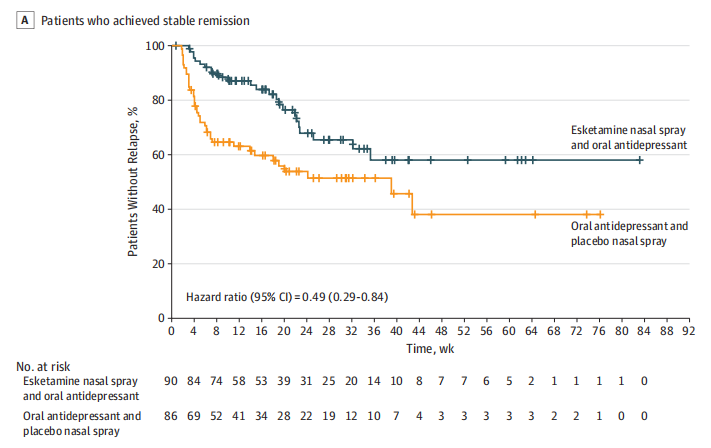 A Patients who achieved stable remission
100
80
60
40
20
0
Patients Without Relapse, %
Esketamine nasal spray
and oral antidepressant
Oral antidepressant and
placebo nasal spray
Hazard ratio (95% CI) = 0.49 (0.29-0.84)
0 4 8 12 16 20 24 28 32 36 40 44 48 52 56 60 64 68 72 76 80 84 88 92
Time, wk
No. at risk
Esketamine nasal spray
and oral antidepressant
90 84 74 58 53 39 31 25 20 14 10 8 7 7 6 5 2 1 1 1 1 0
Oral antidepressant and
placebo nasal spray
86 69 52 41 34 28 22 19 12 10 7 4 3 3 3 3 3 2 2 1 0 0